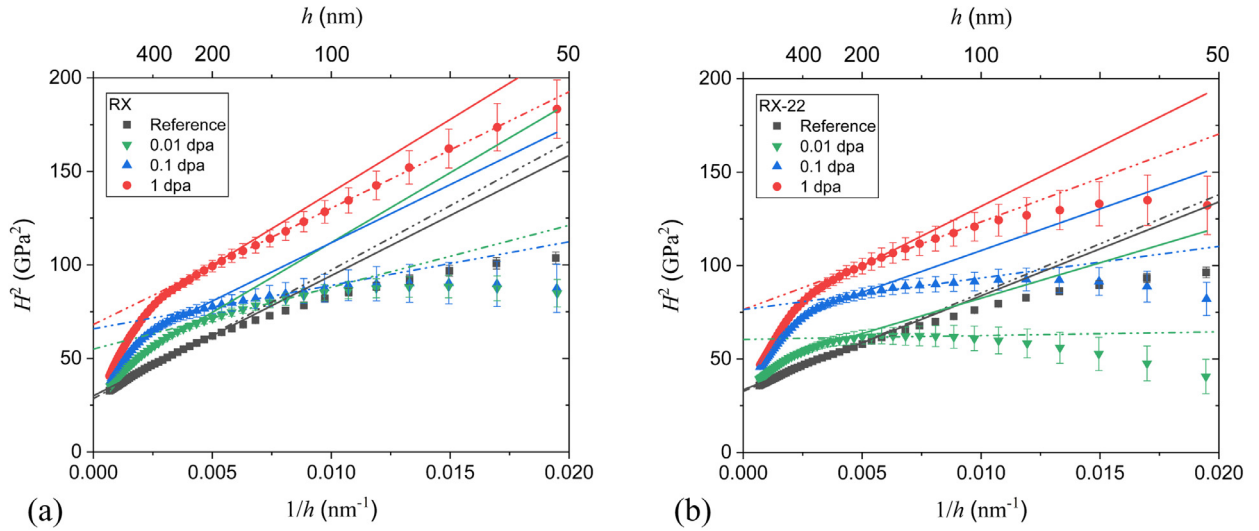 h (nm)
400 200 100 50
200
150
100
50
0
H² (GPa²)
RX
Reference
0.01 dpa
0.1 dpa
1 dpa
0.000 0.005 0.010 0.015 0.020
1/h (nm⁻¹)
(a)
h (nm)
400 200 100 50
200
150
100
50
0
H² (GPa²)
RX-22
Reference
0.01 dpa
0.1 dpa
1 dpa
0.000 0.005 0.010 0.015 0.020
1/h (nm⁻¹)
(b)